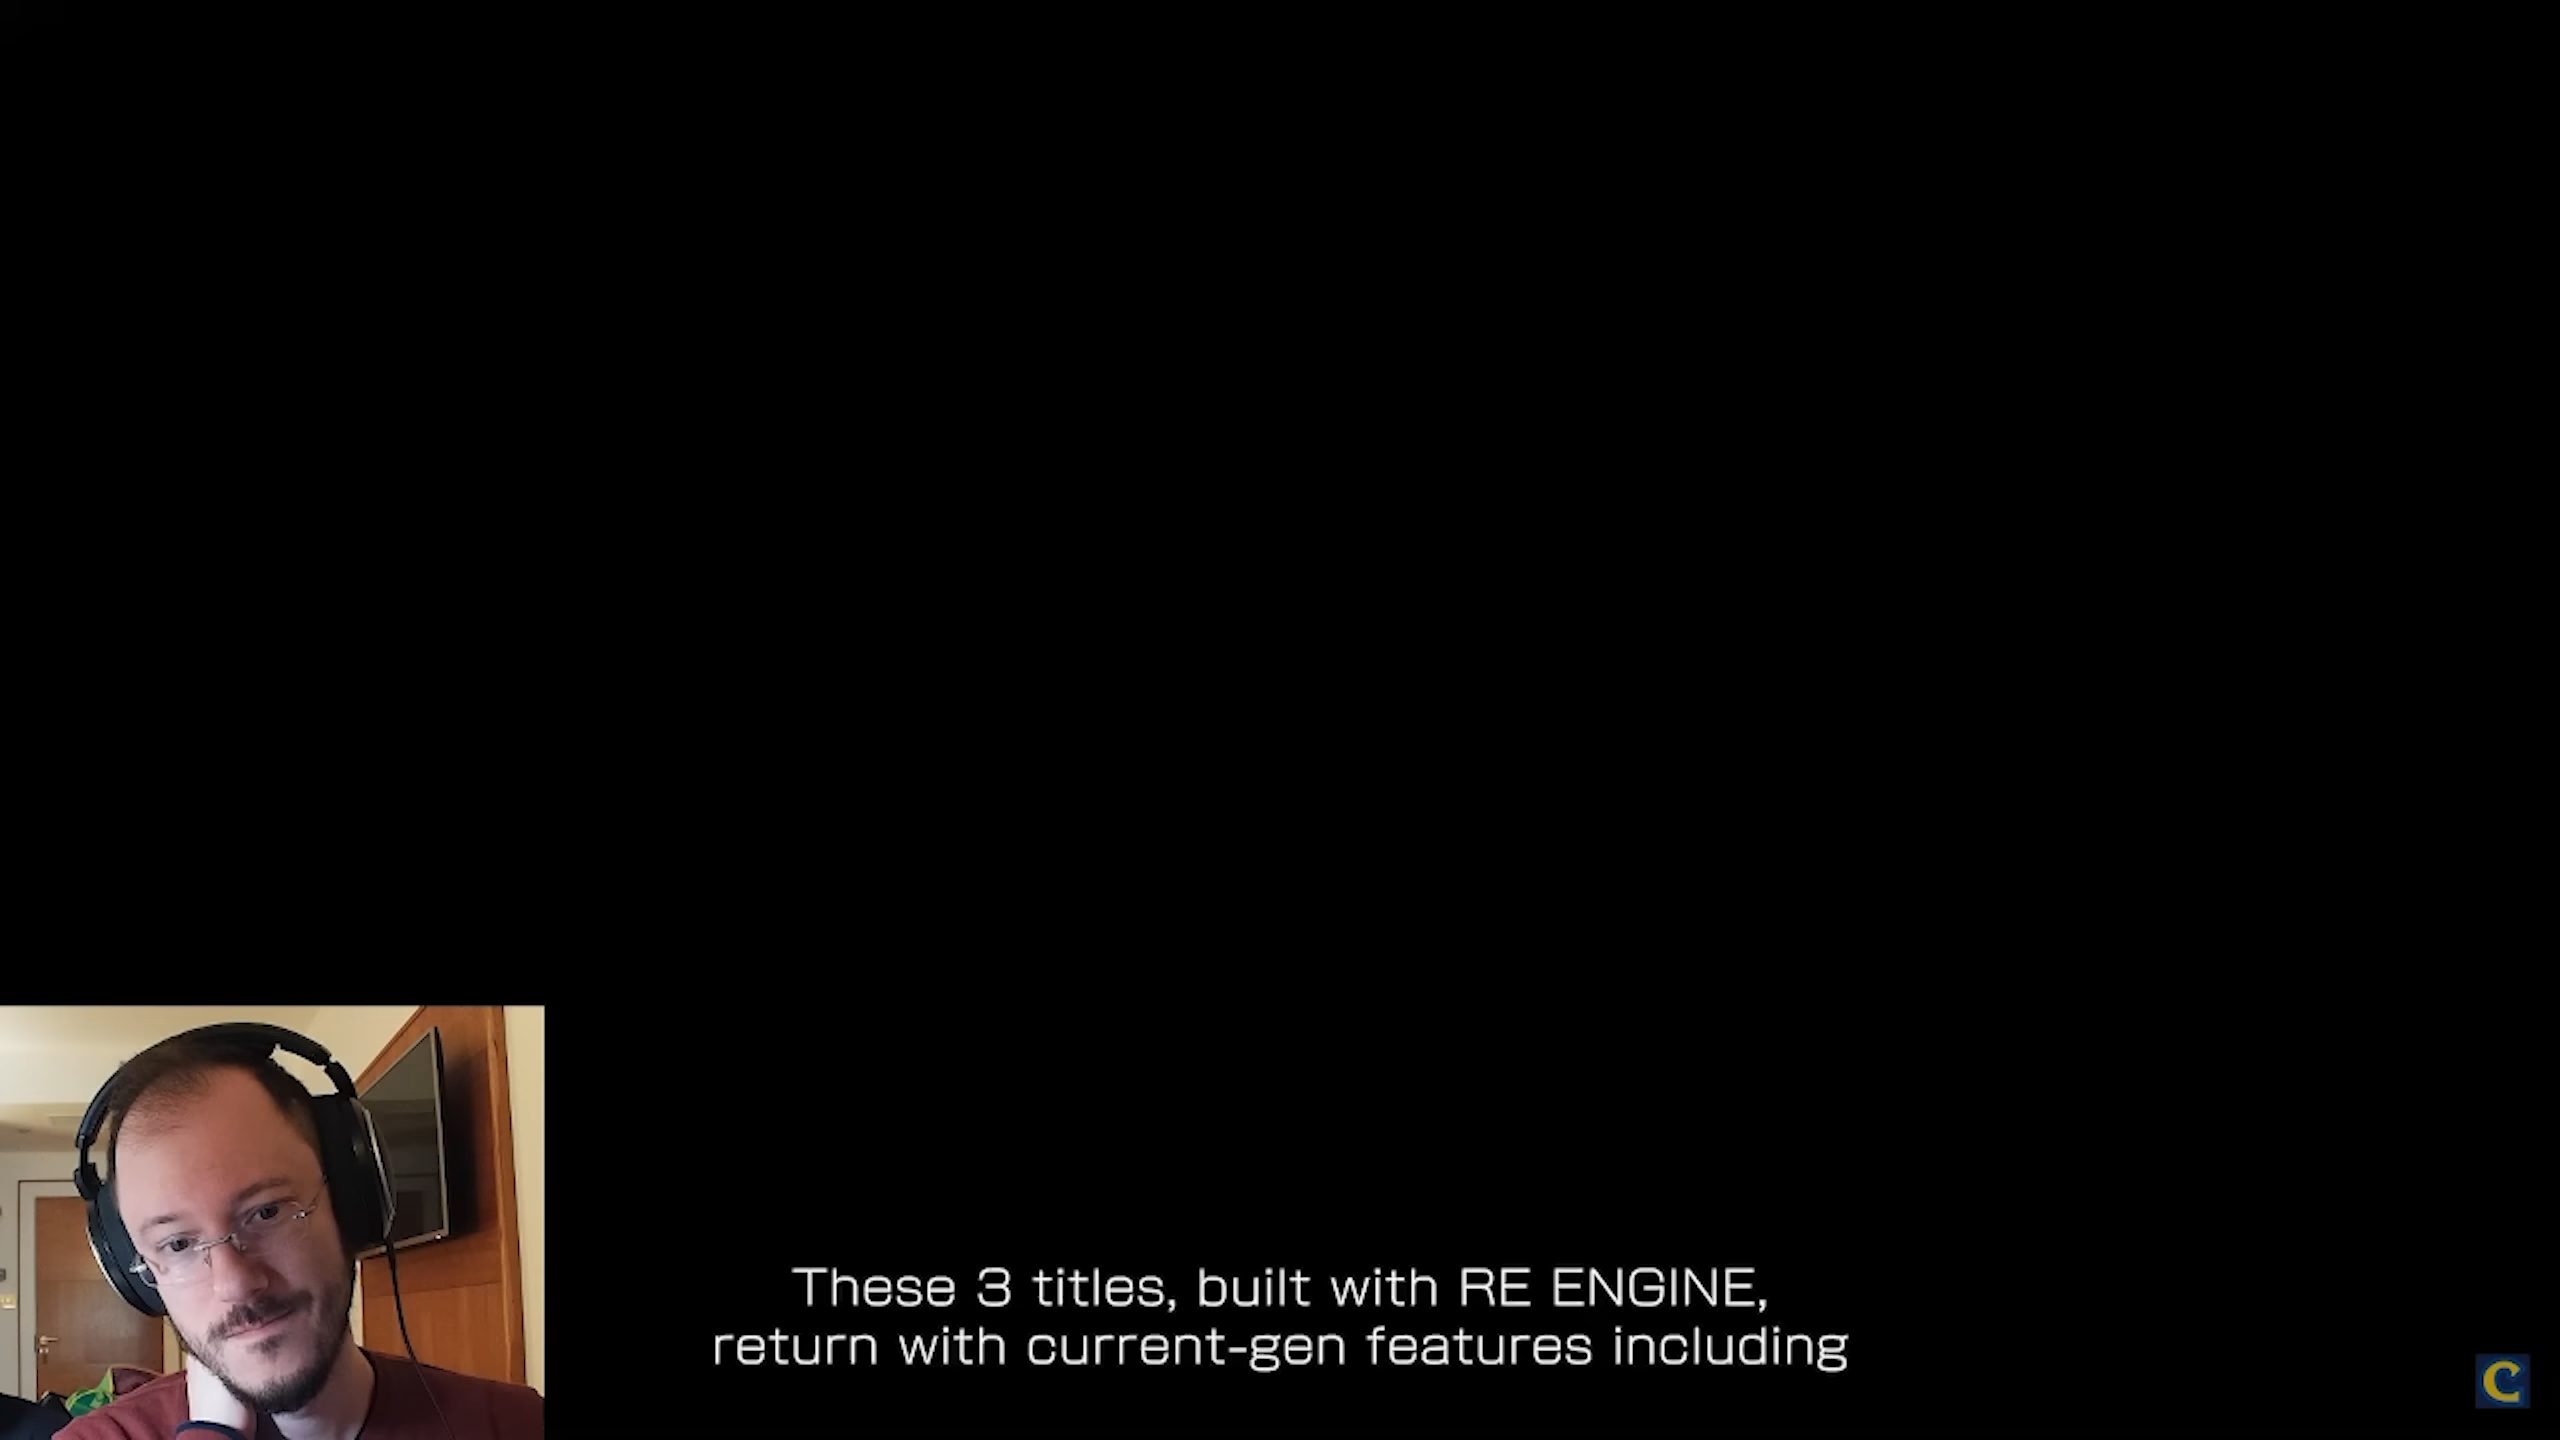 These 3 titles, built with RE ENGINE,
return with current-gen features including
C